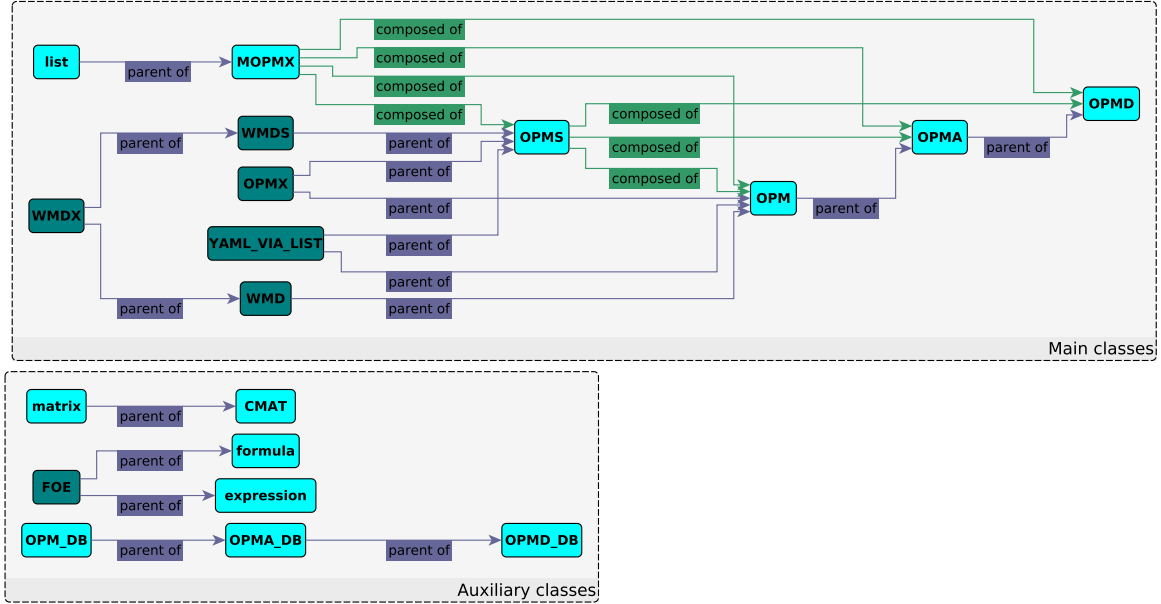 composed of
list
parent of
MOPMX
composed of
composed of
composed of
OPMD
WMDS
parent of
parent of
OPMS
composed of
composed of
composed of
OPMA
parent of
OPMX
parent of
parent of
OPM
parent of
WMDX
YAML_VIA_LIST
parent of
parent of
parent of
WMD
parent of
Main classes
matrix
parent of
CMAT
formula
parent of
FOE
parent of
expression
OPM_DB
parent of
OPMA_DB
parent of
OPMD_DB
Auxiliary classes